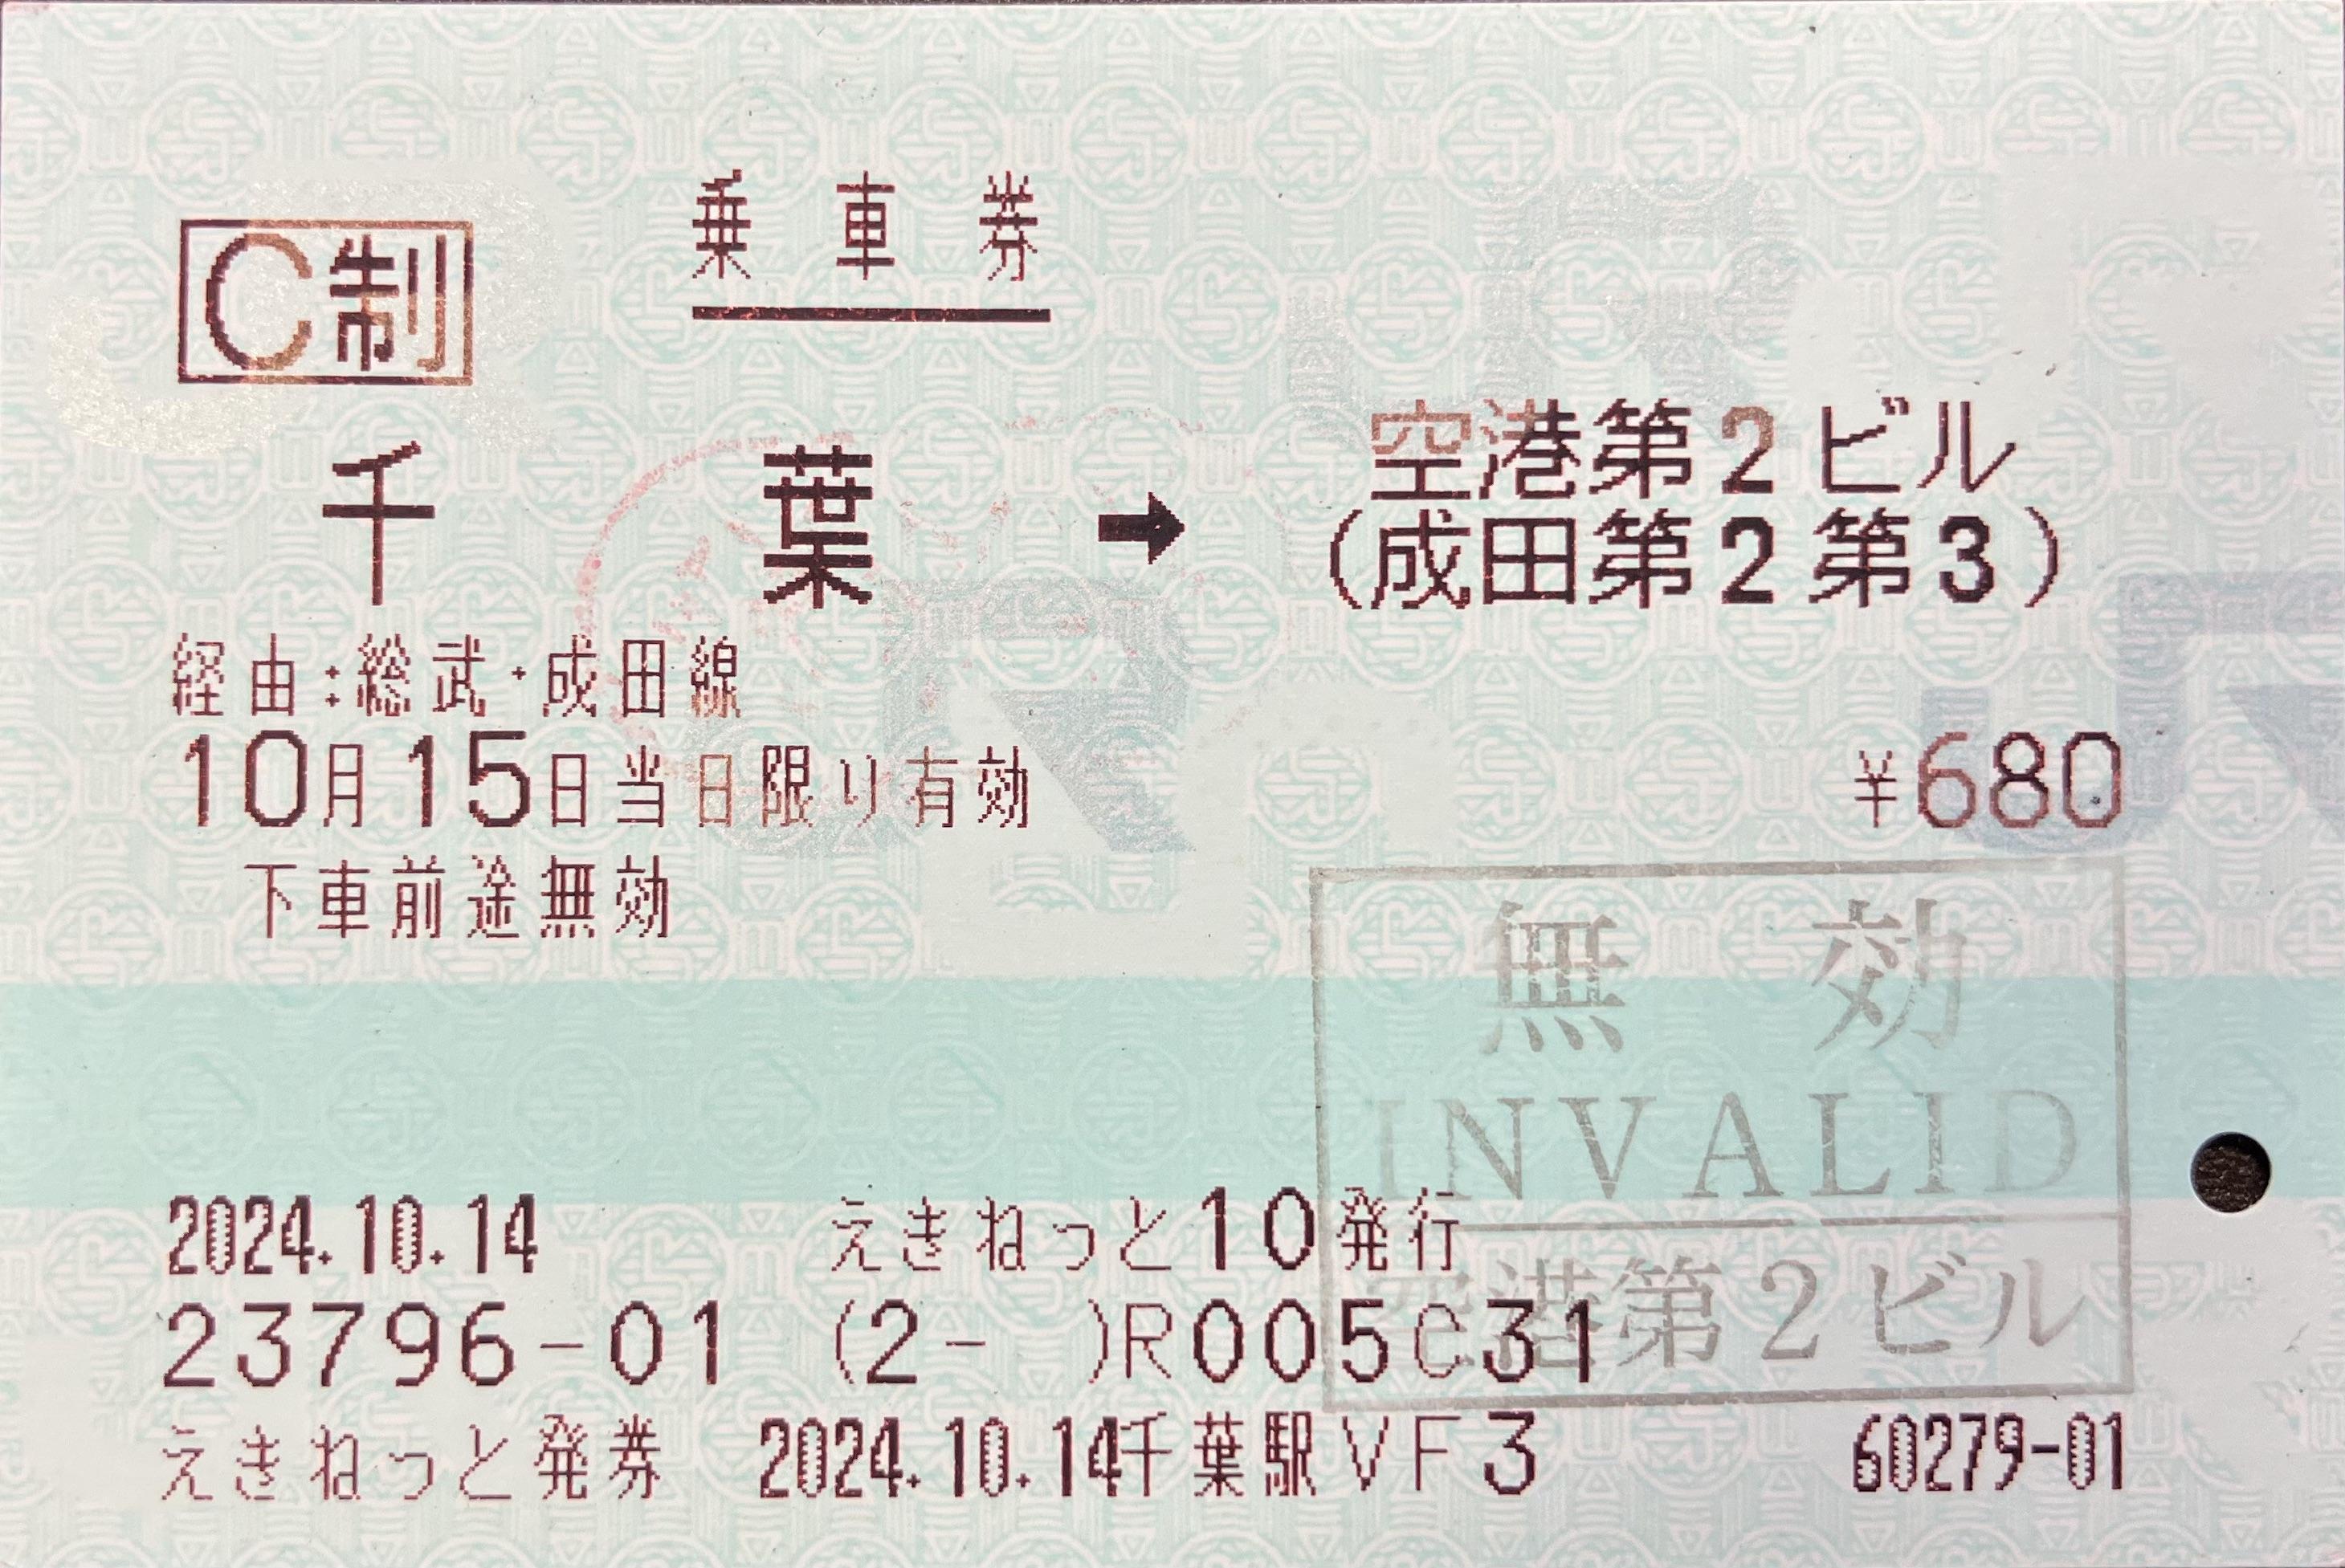 C制
乗車券
千葉 → 空港第2ビル
(成田第2第3)
経由:総武・成田線
10月15日当日限り有効
¥680
下車前途無効
無効
INVALID
空港第2ビル
2024.10.14 えきねっと10発行
23796-01 (2- )R005C31
えきねっと発券 2024.10.14千葉駅VF3 60279-01